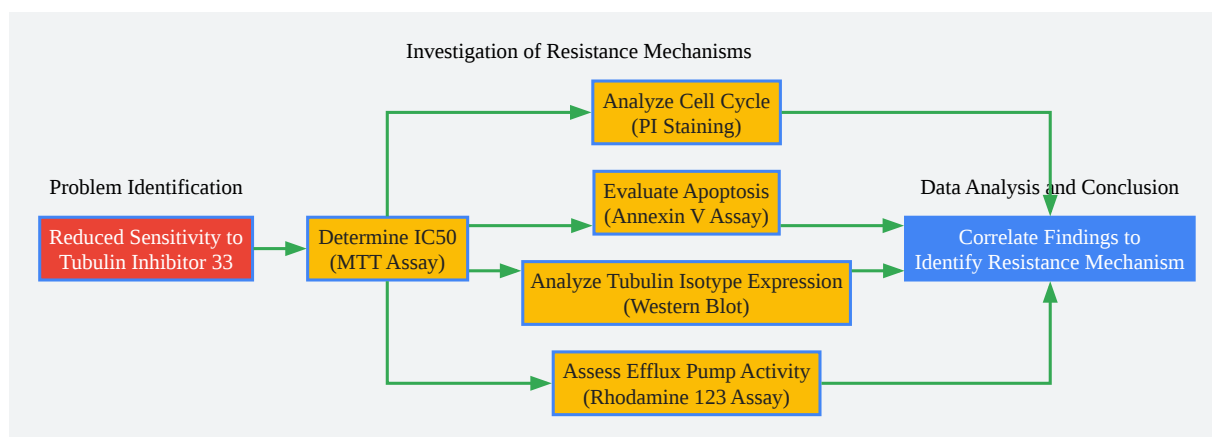 Investigation of Resistance Mechanisms
Analyze Cell Cycle
(PI Staining)
Problem Identification
Evaluate Apoptosis
(Annexin V Assay)
Data Analysis and Conclusion
Reduced Sensitivity to
Tubulin Inhibitor 33
Determine IC50
(MTT Assay)
Correlate Findings to
Identify Resistance Mechanism
Analyze Tubulin Isotype Expression
(Western Blot)
Assess Efflux Pump Activity
(Rhodamine 123 Assay)